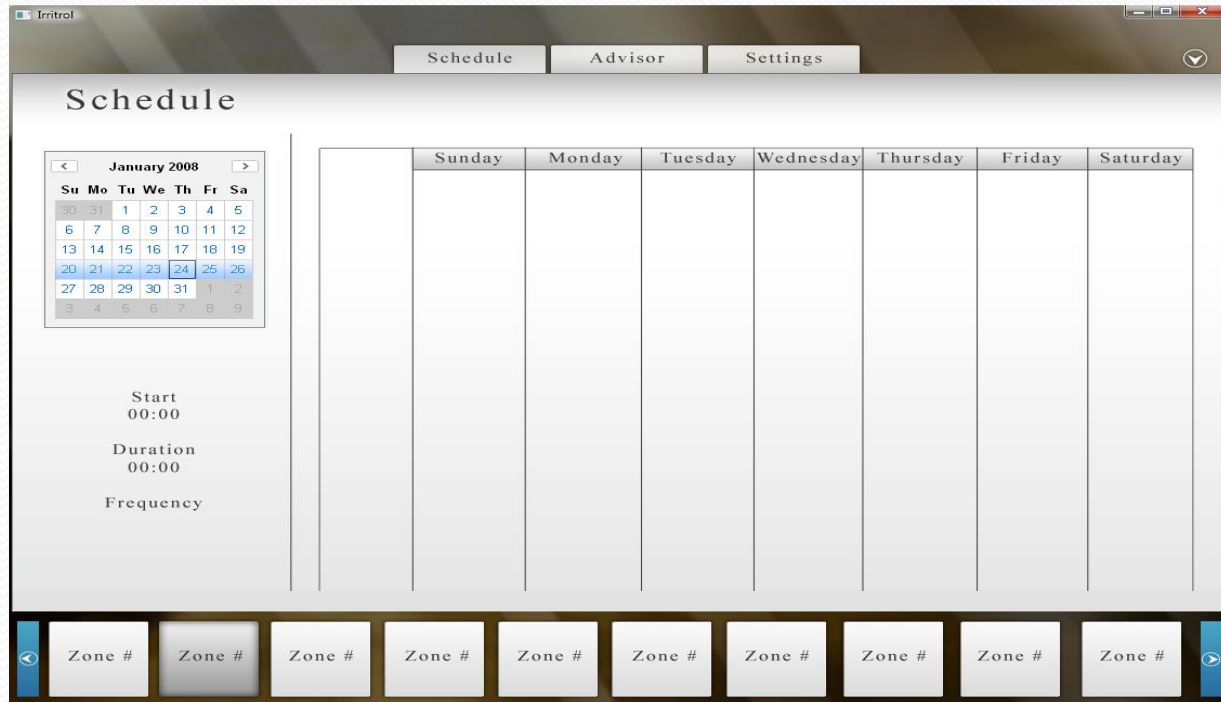 Irritrol
Schedule Advisor Settings
Schedule
January 2008
Su Mo Tu We Th Fr Sa
30 31 1 2 3 4 5
6 7 8 9 10 11 12
13 14 15 16 17 18 19
20 21 22 23 24 25 26
27 28 29 30 31 1 2
3 4 5 6 7 8 9
Start
00:00
Duration
00:00
Frequency
Sunday Monday Tuesday Wednesday Thursday Friday Saturday
Zone # Zone # Zone # Zone # Zone # Zone # Zone # Zone # Zone # Zone #